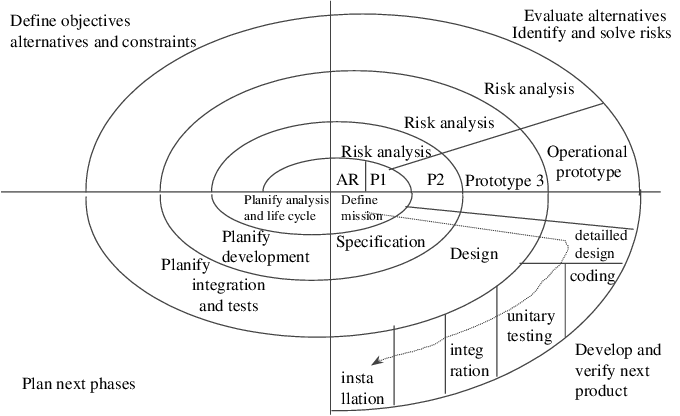 Define objectives
alternatives and constraints
Evaluate alternatives
Identify and solve risks
Risk analysis
Risk analysis
Risk analysis
Operational
prototype
AR
P1
P2
Prototype 3
Planify analysis
and life cycle
Define
mission
Specification
Planify
development
Design
Planify
integration
and tests
detailled
design
coding
unitary
testing
integ
ration
insta
llation
Develop and
verify next
product
Plan next phases